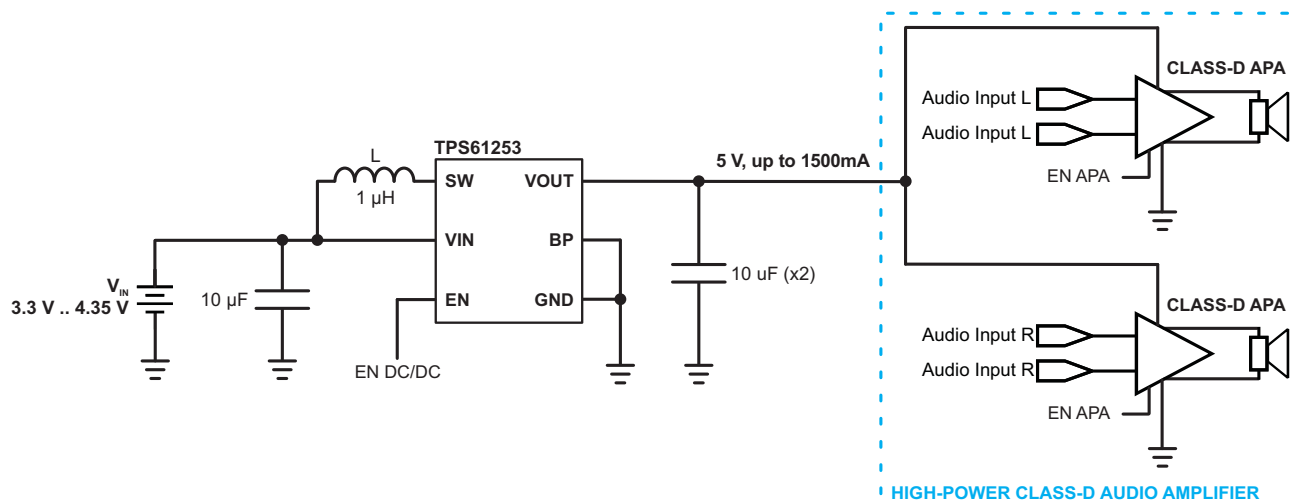 CLASS-D APA
Audio Input L
Audio Input L
EN APA
TPS61253
L
1 µH
SW
VOUT
5 V, up to 1500mA
VIN
BP
VIN
3.3 V .. 4.35 V
10 µF
EN
GND
10 uF (x2)
EN DC/DC
CLASS-D APA
Audio Input R
Audio Input R
EN APA
HIGH-POWER CLASS-D AUDIO AMPLIFIER